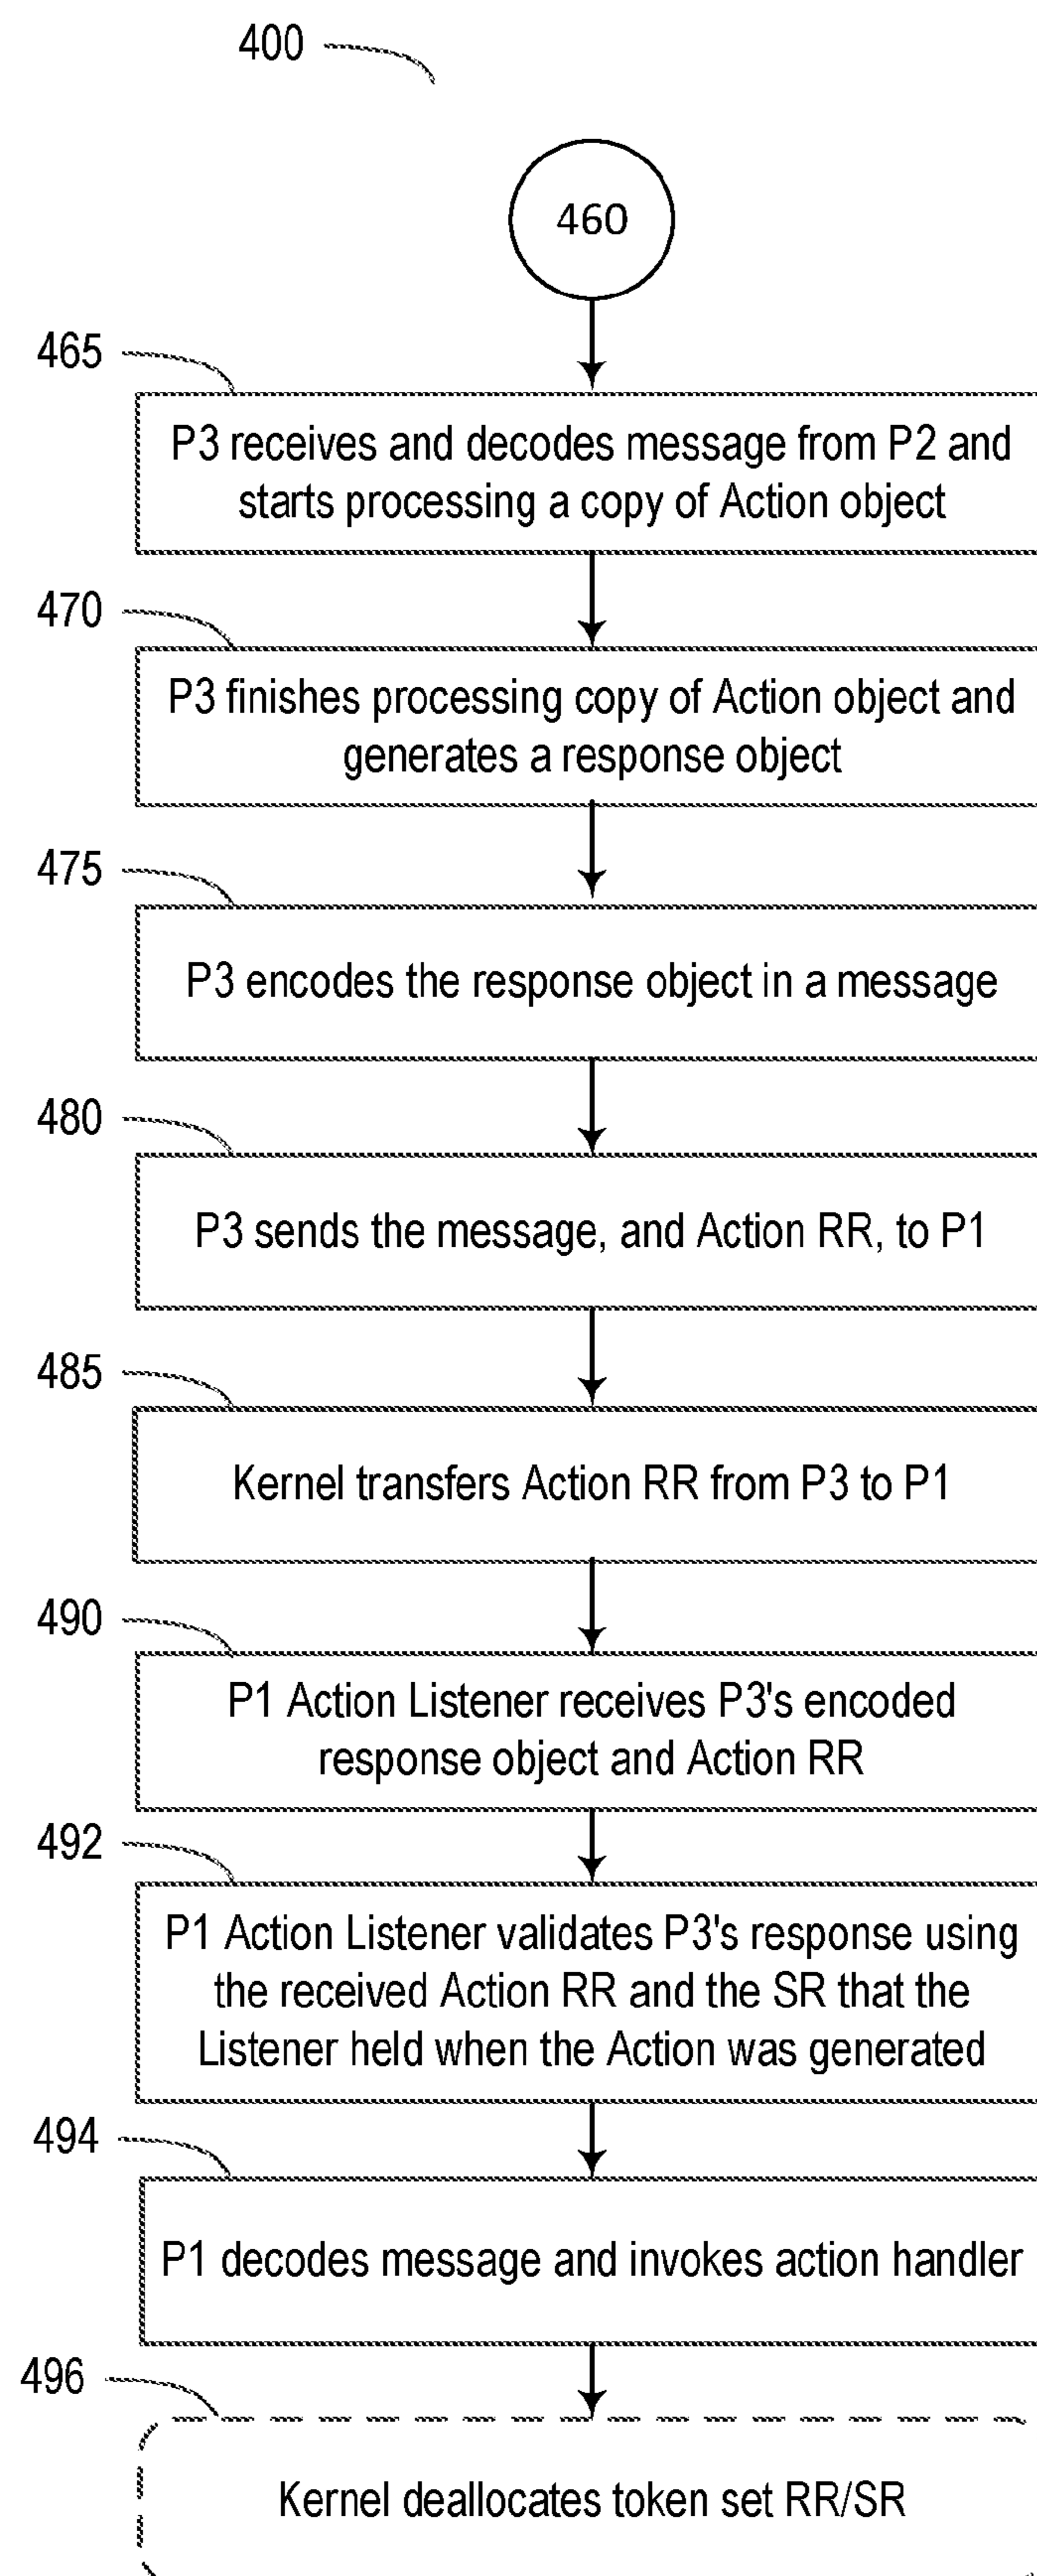 400
460
465
P3 receives and decodes message from P2 and
starts processing a copy of Action object
470
P3 finishes processing copy of Action object and
generates a response object
475
P3 encodes the response object in a message
480
P3 sends the message, and Action RR, to P1
485
Kernel transfers Action RR from P3 to P1
490
P1 Action Listener receives P3's encoded
response object and Action RR
492
P1 Action Listener validates P3's response using
the received Action RR and the SR that the
Listener held when the Action was generated
494
P1 decodes message and invokes action handler
496
Kernel deallocates token set RR/SR